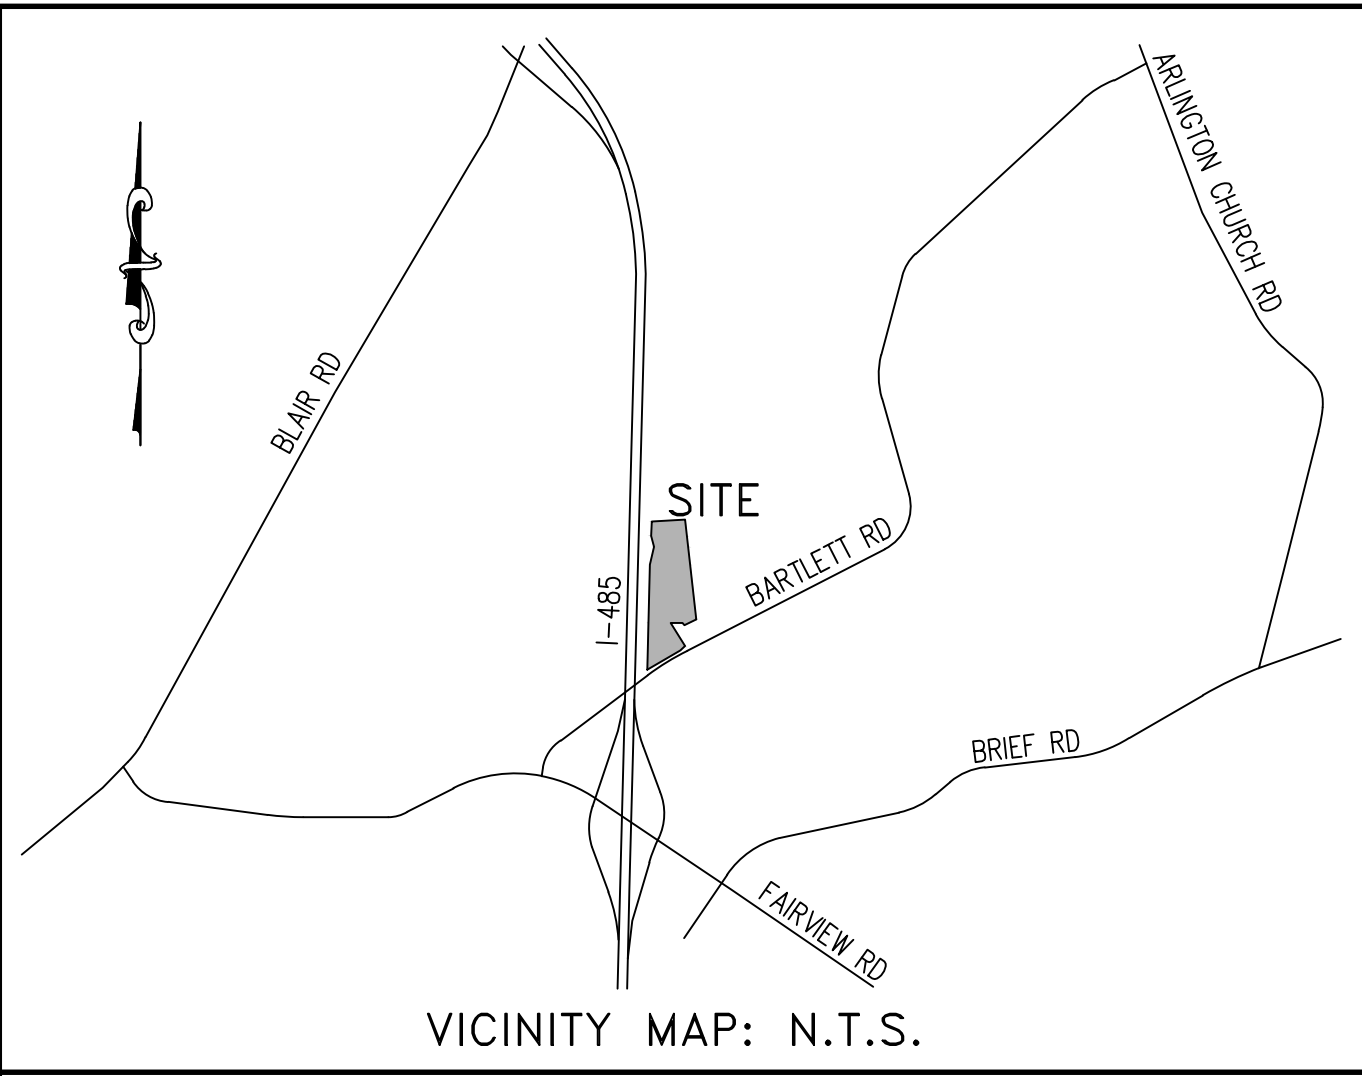 ARLINGTON CHURCH RD
BLAIR RD
SITE
BARTLETT RD
I-485
BRIEF RD
FAIRVIEW RD
VICINITY MAP: N.T.S.